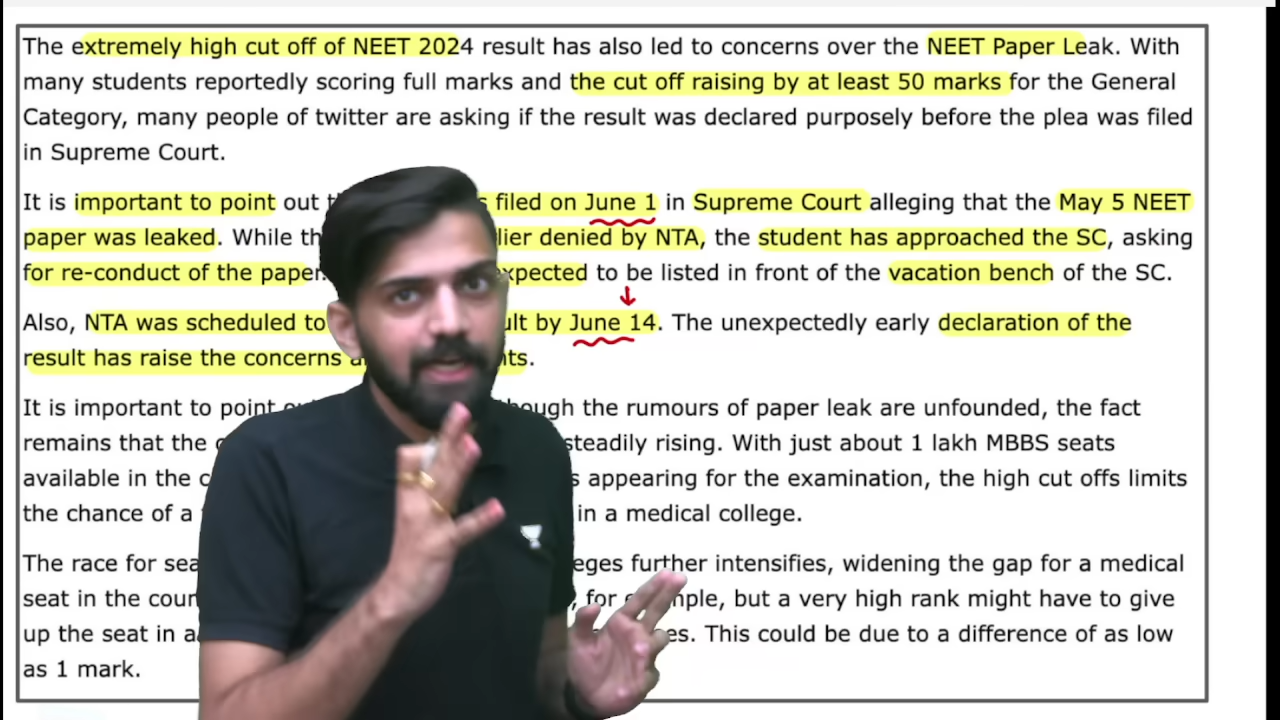 The extremely high cut off of NEET 2024 result has also led to concerns over the NEET Paper Leak. With
many students reportedly scoring full marks and the cut off raising by at least 50 marks for the General
Category, many people of twitter are asking if the result was declared purposely before the plea was filed
in Supreme Court.
It is important to point out filed on June 1 in Supreme Court alleging that the May 5 NEET
paper was leaked. While denied by NTA, the student has approached the SC, asking
for re-conduct of the paper. to be listed in front of the vacation bench of the SC.
Also, NTA was scheduled to by June 14. The unexpectedly early declaration of the
result has raise the concerns
It is important to point the rumours of paper leak are unfounded, the fact
remains that the steadily rising. With just about 1 lakh MBBS seats
available in the appearing for the examination, the high cut offs limits
the chance of a in a medical college.
The race for further intensifies, widening the gap for a medical
seat in the for but a very high rank might have to give
up the seat in This could be due to a difference of as low
as 1 mark.